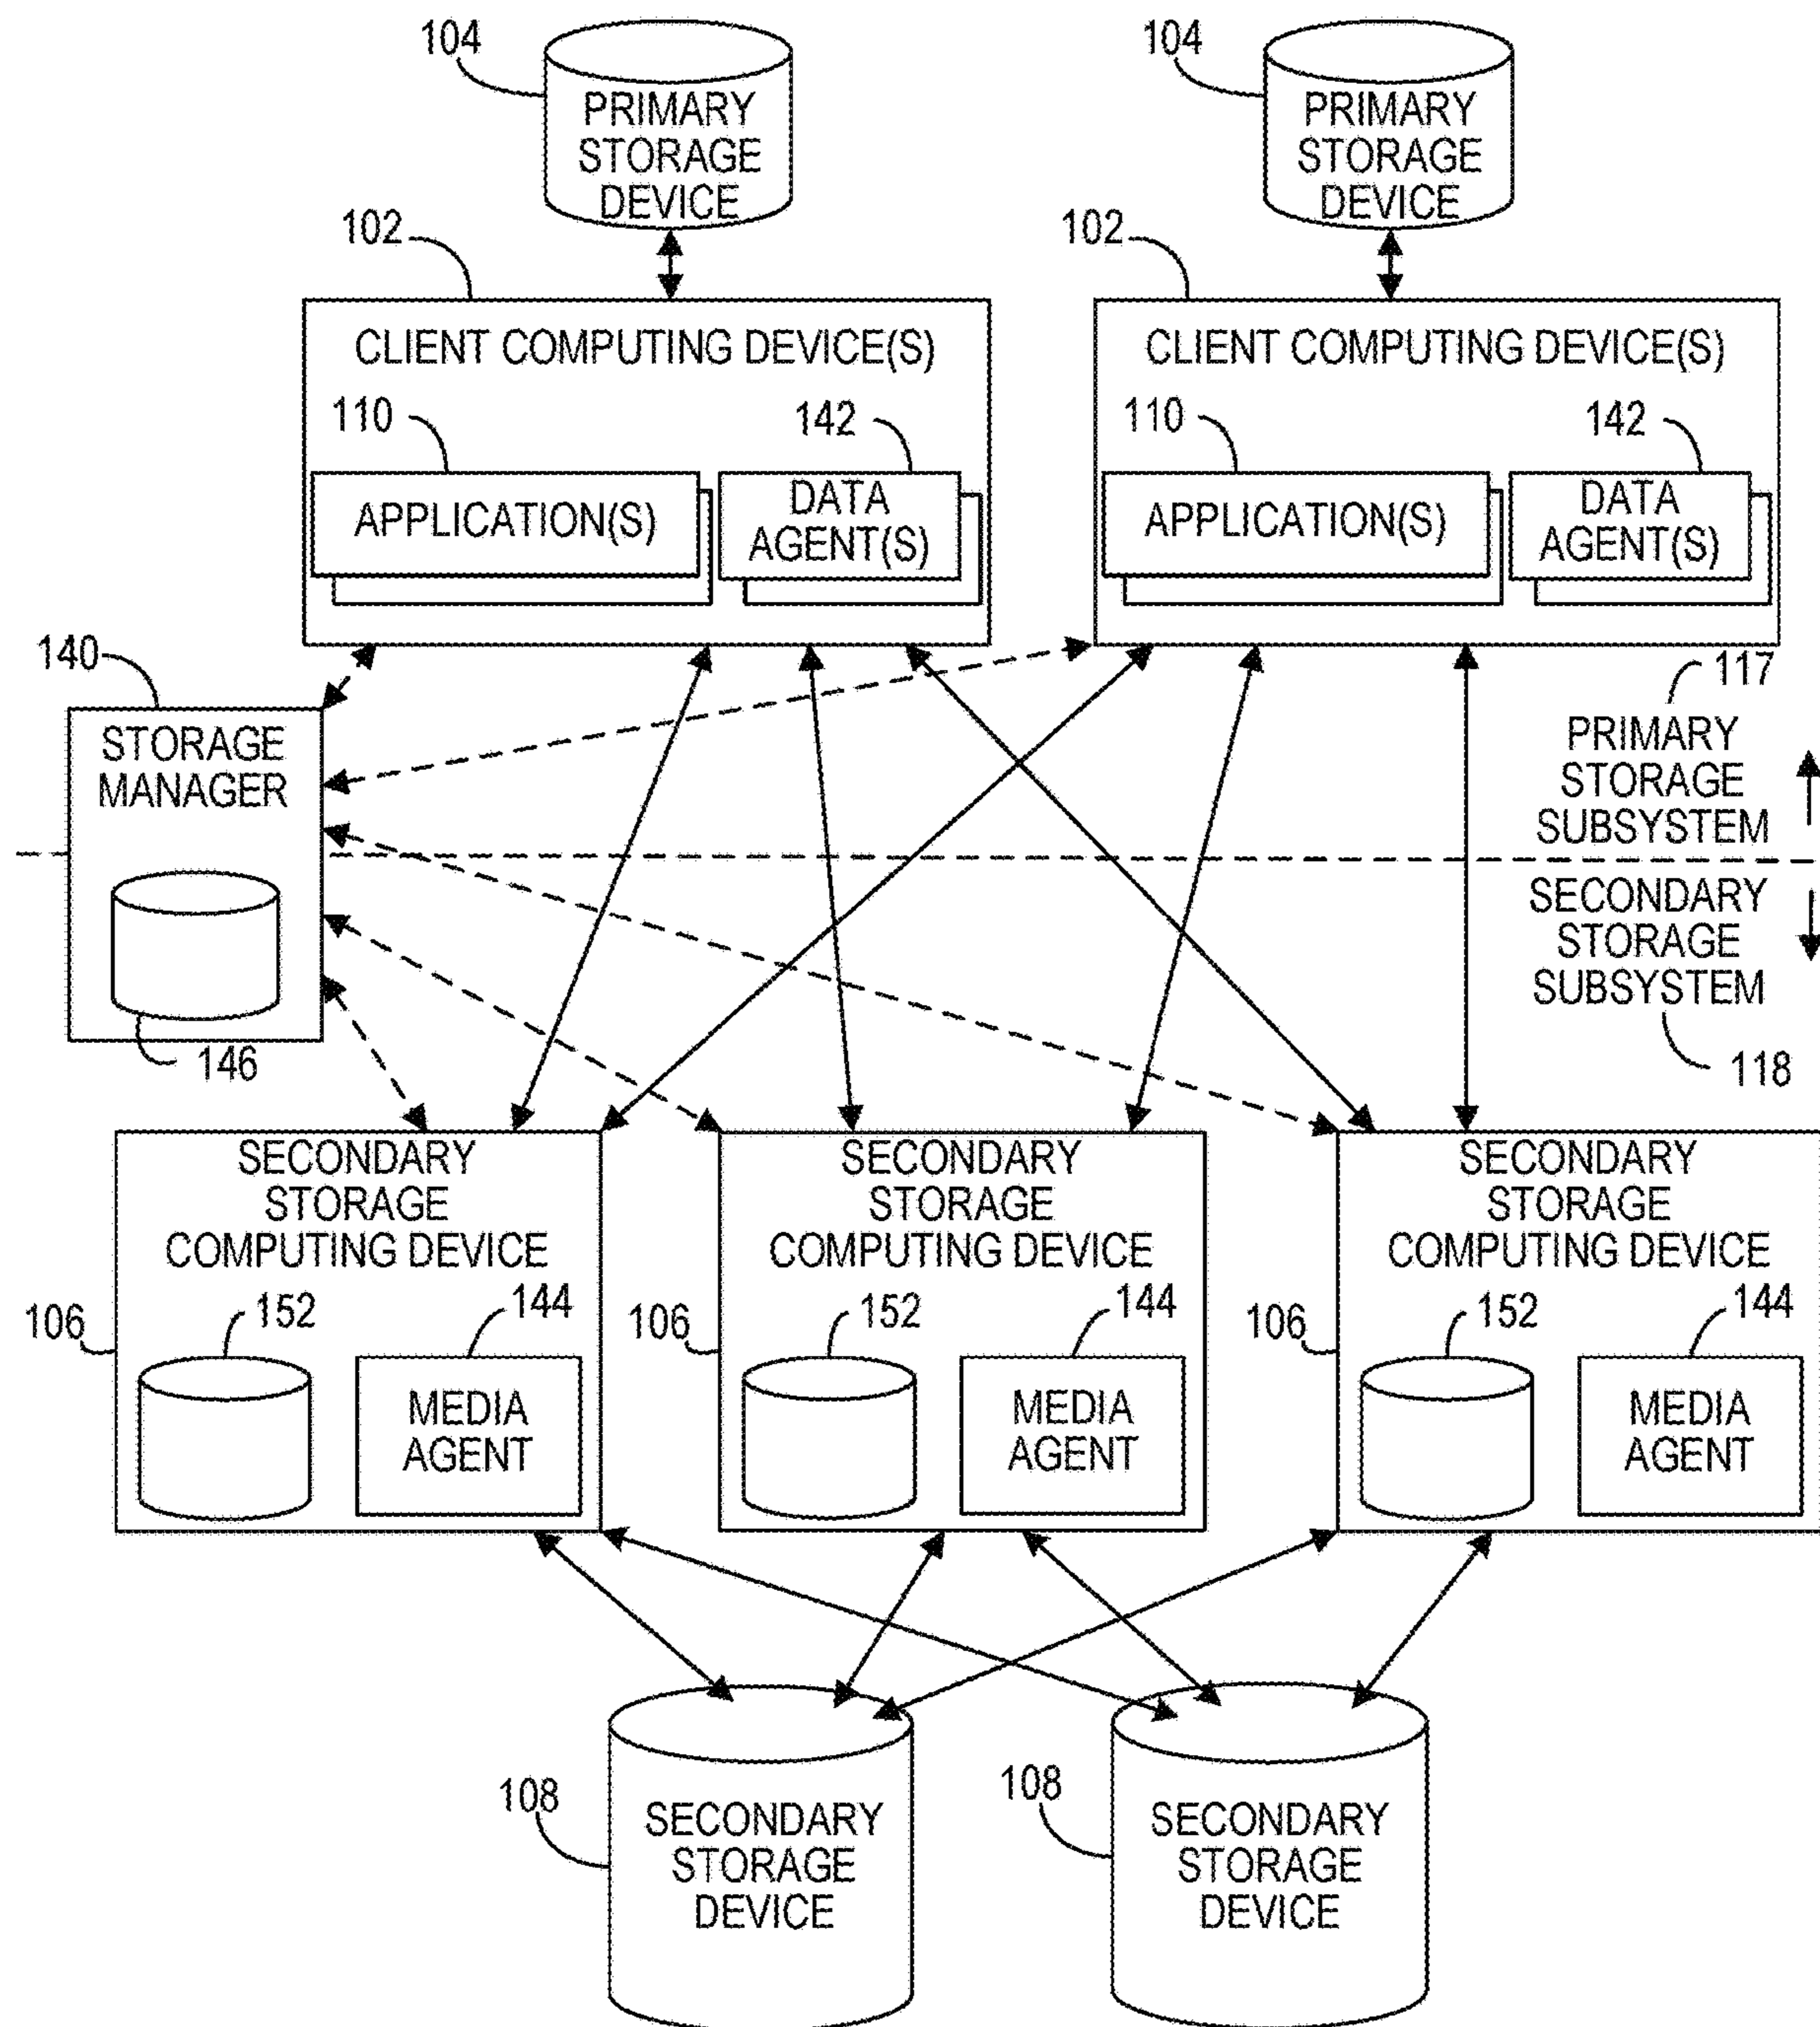 104
PRIMARY
STORAGE
DEVICE
104
PRIMARY
STORAGE
DEVICE
102
CLIENT COMPUTING DEVICE(S)
110
142
APPLICATION(S)
DATA
AGENT(S)
102
CLIENT COMPUTING DEVICE(S)
110
142
APPLICATION(S)
DATA
AGENT(S)
140
STORAGE
MANAGER
146
117
PRIMARY
STORAGE
SUBSYSTEM
SECONDARY
STORAGE
SUBSYSTEM
118
SECONDARY
STORAGE
COMPUTING DEVICE
106
152
144
MEDIA
AGENT
SECONDARY
STORAGE
COMPUTING DEVICE
106
152
144
MEDIA
AGENT
SECONDARY
STORAGE
COMPUTING DEVICE
106
152
144
MEDIA
AGENT
108
SECONDARY
STORAGE
DEVICE
108
SECONDARY
STORAGE
DEVICE